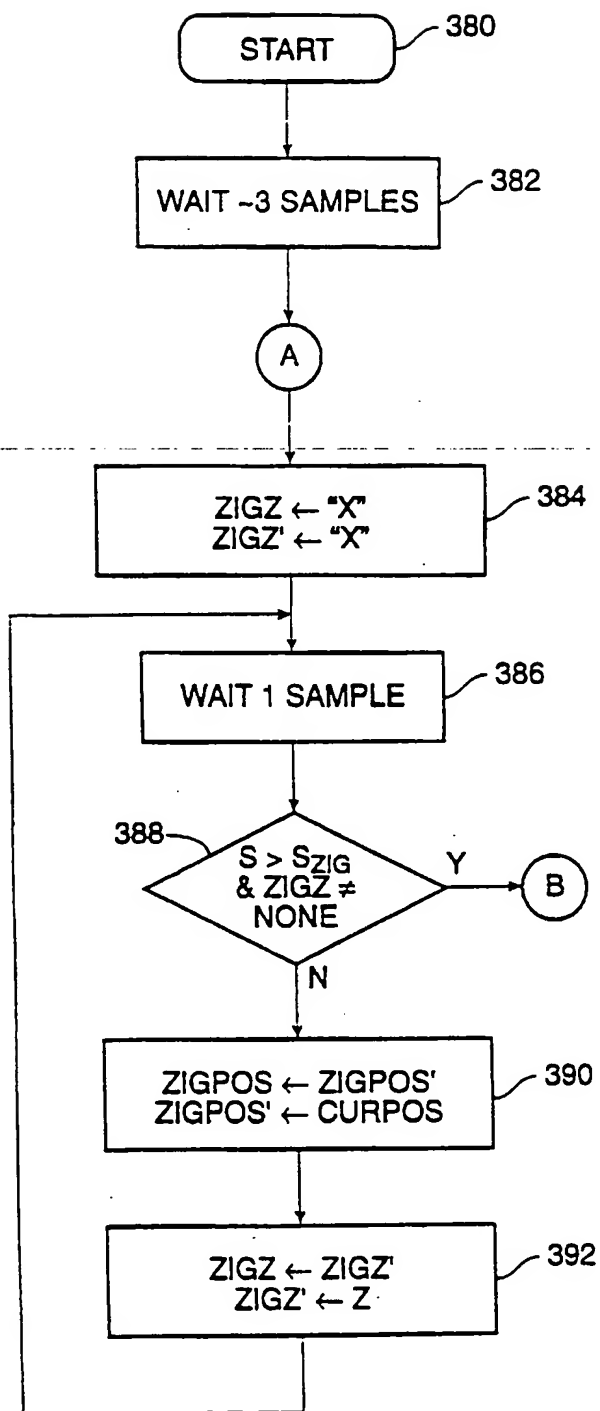 START
380
WAIT ~3 SAMPLES
382
A
ZIGZ ← "X"
ZIGZ' ← "X"
384
WAIT 1 SAMPLE
386
388
S > S_ZIG
& ZIGZ ≠
NONE
Y
B
N
ZIGPOS ← ZIGPOS'
ZIGPOS' ← CURPOS
390
ZIGZ ← ZIGZ'
ZIGZ' ← Z
392